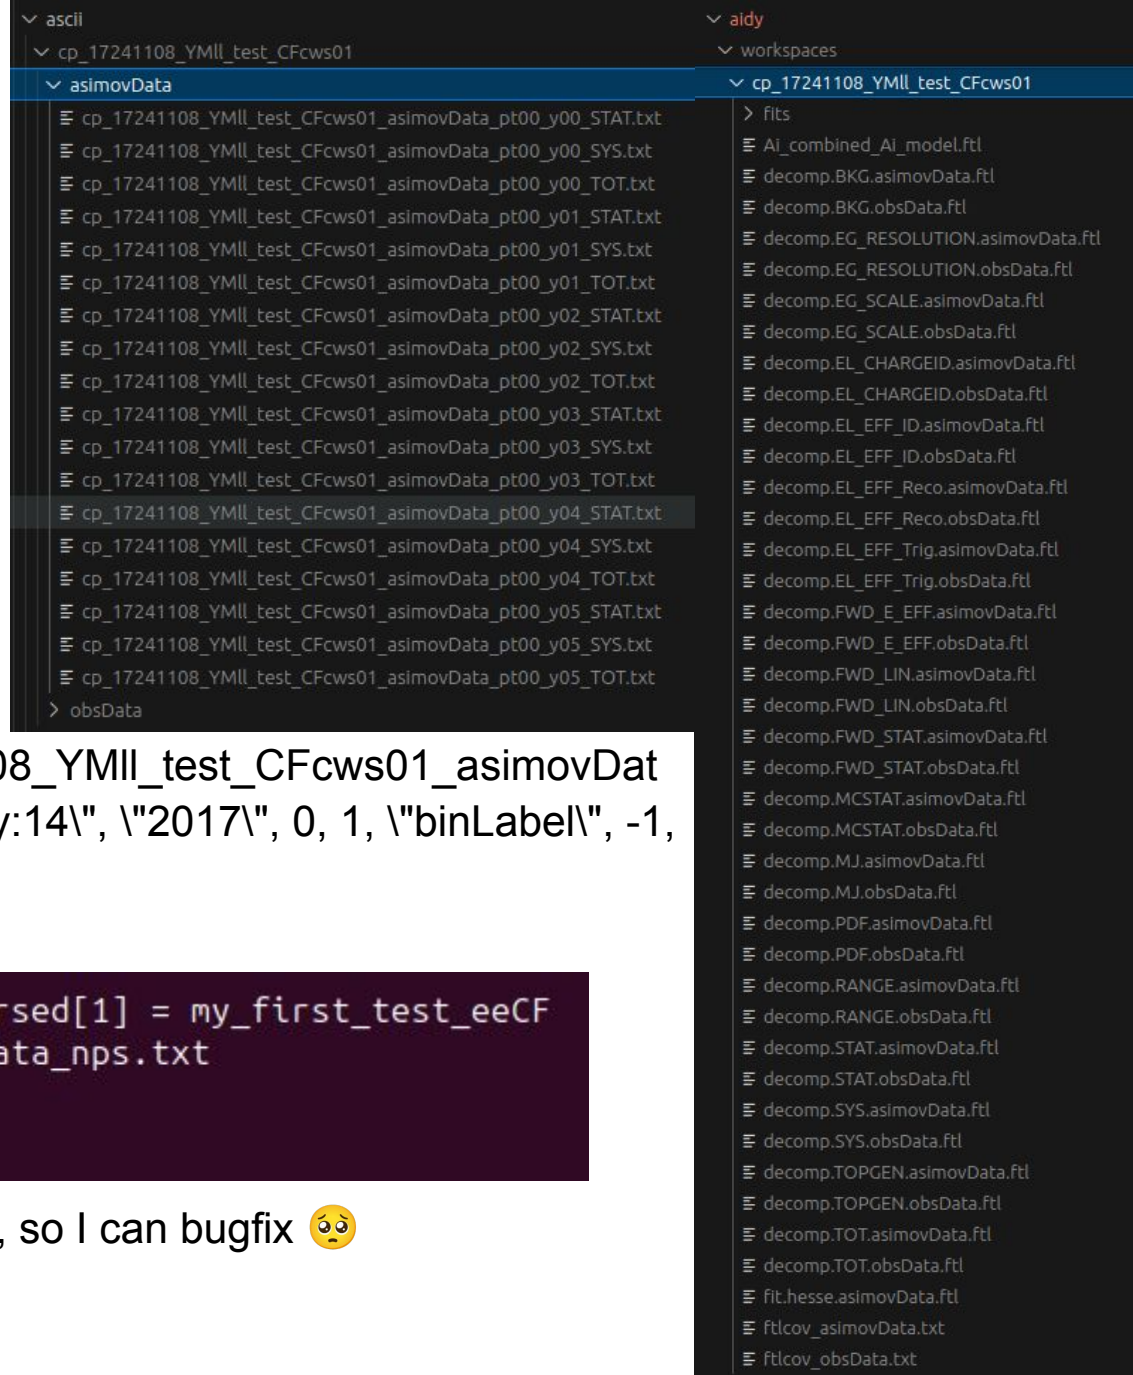 ascii
cp_17241108_YMll_test_CFcws01
asimovData
cp_17241108_YMll_test_CFcws01_asimovData_pt00_y00_STAT.txt
cp_17241108_YMll_test_CFcws01_asimovData_pt00_y00_SYS.txt
cp_17241108_YMll_test_CFcws01_asimovData_pt00_y00_TOT.txt
cp_17241108_YMll_test_CFcws01_asimovData_pt00_y01_STAT.txt
cp_17241108_YMll_test_CFcws01_asimovData_pt00_y01_SYS.txt
cp_17241108_YMll_test_CFcws01_asimovData_pt00_y01_TOT.txt
cp_17241108_YMll_test_CFcws01_asimovData_pt00_y02_STAT.txt
cp_17241108_YMll_test_CFcws01_asimovData_pt00_y02_SYS.txt
cp_17241108_YMll_test_CFcws01_asimovData_pt00_y02_TOT.txt
cp_17241108_YMll_test_CFcws01_asimovData_pt00_y03_STAT.txt
cp_17241108_YMll_test_CFcws01_asimovData_pt00_y03_SYS.txt
cp_17241108_YMll_test_CFcws01_asimovData_pt00_y03_TOT.txt
cp_17241108_YMll_test_CFcws01_asimovData_pt00_y04_STAT.txt
cp_17241108_YMll_test_CFcws01_asimovData_pt00_y04_SYS.txt
cp_17241108_YMll_test_CFcws01_asimovData_pt00_y04_TOT.txt
cp_17241108_YMll_test_CFcws01_asimovData_pt00_y05_STAT.txt
cp_17241108_YMll_test_CFcws01_asimovData_pt00_y05_SYS.txt
cp_17241108_YMll_test_CFcws01_asimovData_pt00_y05_TOT.txt
obsData
08_YMll_test_CFcws01_asimovDat
y:14\", \"2017\", 0, 1, \"binLabel\", -1,
rsed[1] = my_first_test_eeCF
ata_nps.txt
, so I can bugfix 🥺
aidy
workspaces
cp_17241108_YMll_test_CFcws01
fits
Ai_combined_Ai_model.ftl
decomp.BKG.asimovData.ftl
decomp.BKG.obsData.ftl
decomp.EG_RESOLUTION.asimovData.ftl
decomp.EG_RESOLUTION.obsData.ftl
decomp.EG_SCALE.asimovData.ftl
decomp.EG_SCALE.obsData.ftl
decomp.EL_CHARGEID.asimovData.ftl
decomp.EL_CHARGEID.obsData.ftl
decomp.EL_EFF_ID.asimovData.ftl
decomp.EL_EFF_ID.obsData.ftl
decomp.EL_EFF_Reco.asimovData.ftl
decomp.EL_EFF_Reco.obsData.ftl
decomp.EL_EFF_Trig.asimovData.ftl
decomp.EL_EFF_Trig.obsData.ftl
decomp.FWD_E_EFF.asimovData.ftl
decomp.FWD_E_EFF.obsData.ftl
decomp.FWD_LIN.asimovData.ftl
decomp.FWD_LIN.obsData.ftl
decomp.FWD_STAT.asimovData.ftl
decomp.FWD_STAT.obsData.ftl
decomp.MCSTAT.asimovData.ftl
decomp.MCSTAT.obsData.ftl
decomp.MJ.asimovData.ftl
decomp.MJ.obsData.ftl
decomp.PDF.asimovData.ftl
decomp.PDF.obsData.ftl
decomp.RANGE.asimovData.ftl
decomp.RANGE.obsData.ftl
decomp.STAT.asimovData.ftl
decomp.STAT.obsData.ftl
decomp.SYS.asimovData.ftl
decomp.SYS.obsData.ftl
decomp.TOPGEN.asimovData.ftl
decomp.TOPGEN.obsData.ftl
decomp.TOT.asimovData.ftl
decomp.TOT.obsData.ftl
fit.hesse.asimovData.ftl
ftlcov_asimovData.txt
ftlcov_obsData.txt